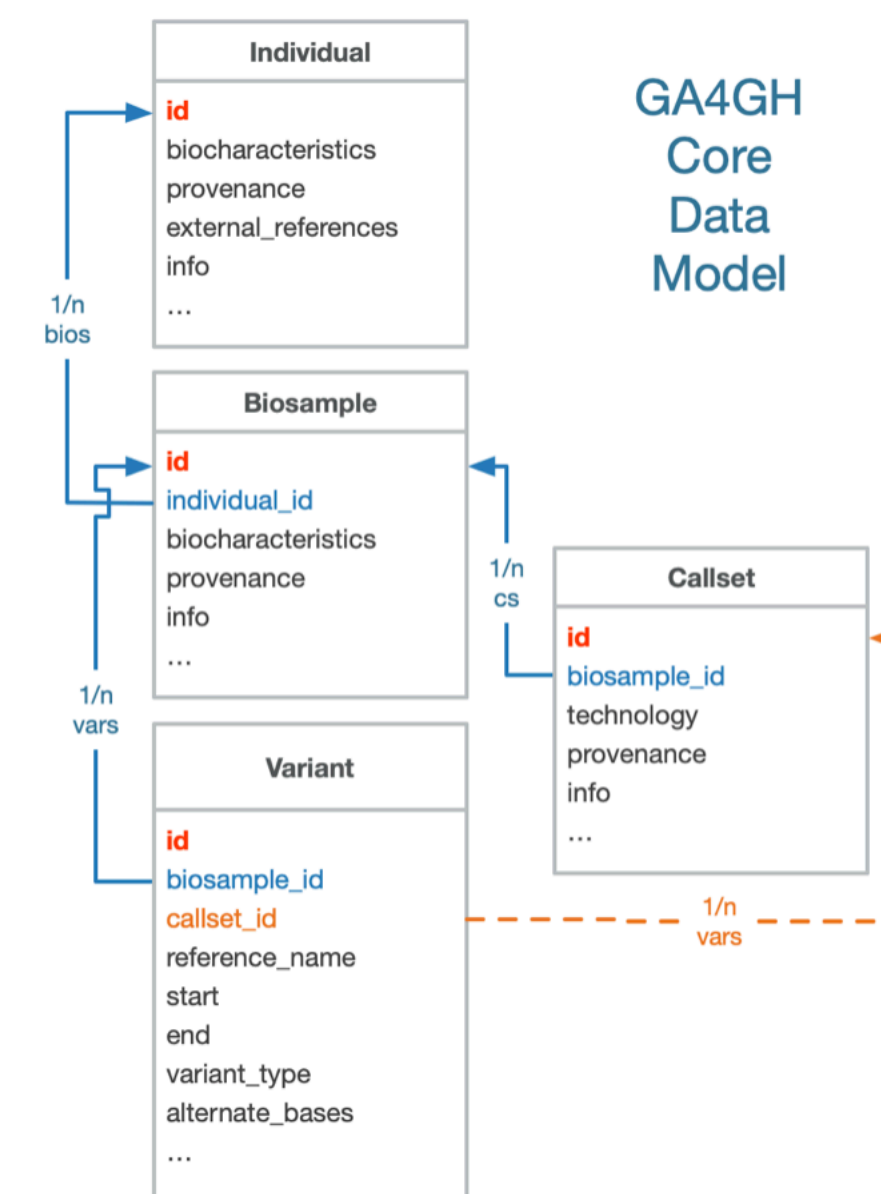 Individual
id
biocharacteristics
provenance
external_references
info
...
GA4GH
Core
Data
Model
1/n
bios
Biosample
id
individual_id
biocharacteristics
provenance
info
...
1/n
cs
Callset
id
biosample_id
technology
provenance
info
...
1/n
vars
Variant
id
biosample_id
callset_id
reference_name
start
end
variant_type
alternate_bases
...
1/n
vars